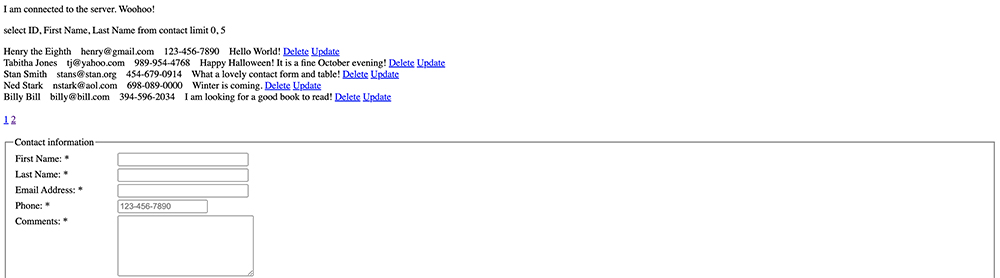 I am connected to the server. Woohoo!
select ID, First Name, Last Name from contact limit 0, 5
Henry the Eighth henry@gmail.com 123-456-7890 Hello World! Delete Update
Tabitha Jones tj@yahoo.com 989-954-4768 Happy Halloween! It is a fine October evening! Delete Update
Stan Smith stans@stan.org 454-679-0914 What a lovely contact form and table! Delete Update
Ned Stark nstark@aol.com 698-089-0000 Winter is coming. Delete Update
Billy Bill billy@bill.com 394-596-2034 I am looking for a good book to read! Delete Update
1 2
Contact information
First Name: *
Last Name: *
Email Address: *
Phone: * 123-456-7890
Comments: *